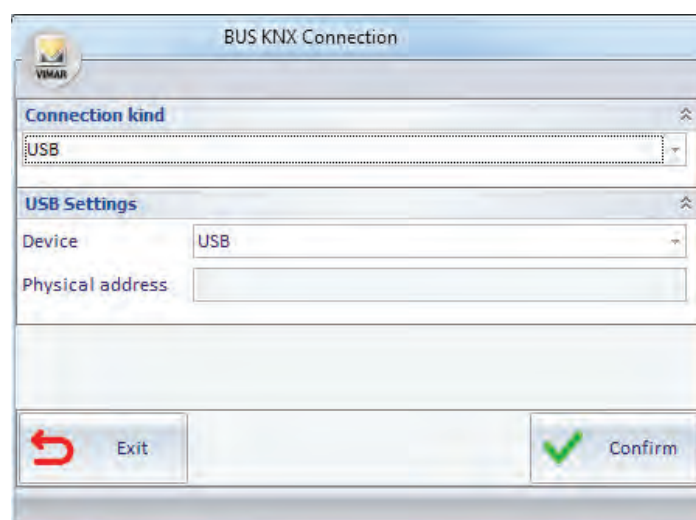 BUS KNX Connection
VIMAR
Connection kind
USB
USB Settings
Device USB
Physical address
Exit Confirm